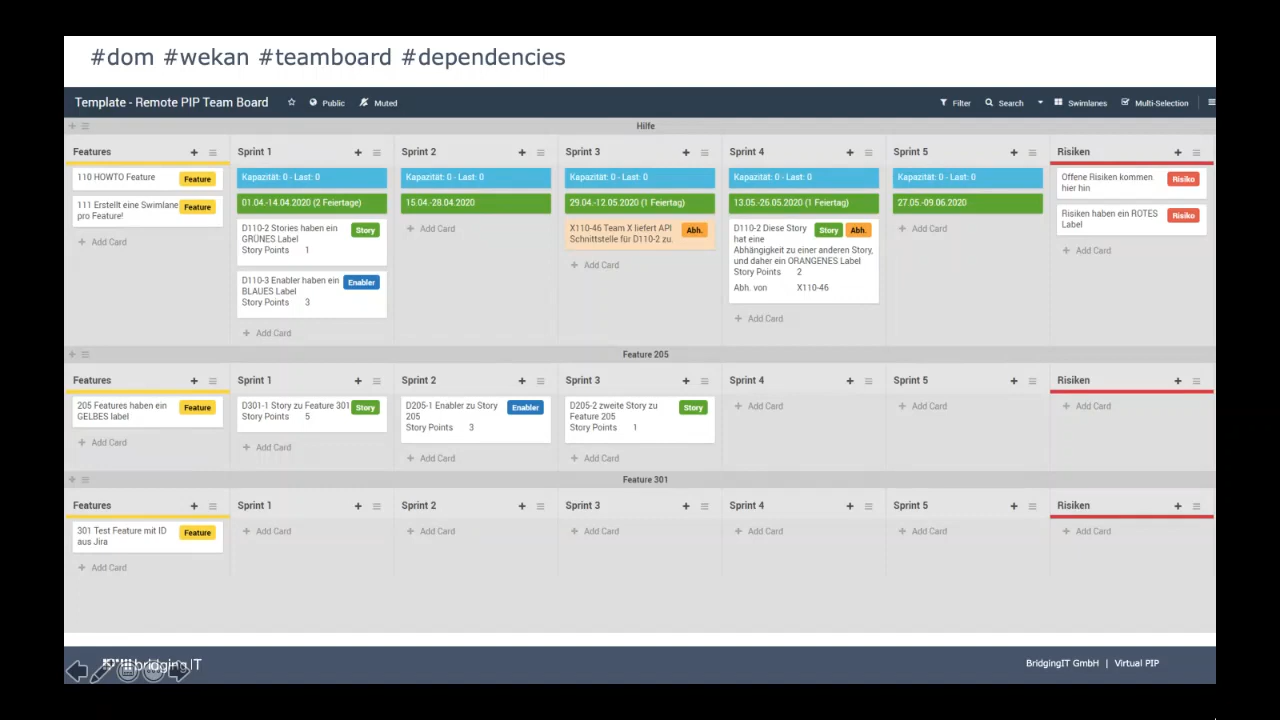 #dom #wekan #teamboard #dependencies
Template - Remote PIP Team Board Public Muted Filter Search Swimlanes Multi-Selection
Hilfe
Features Sprint 1 Sprint 2 Sprint 3 Sprint 4 Sprint 5 Risiken
110 HOWTO Feature Feature
111 Erstellt eine Swimlane Feature
pro Feature!
+ Add Card
Kapazität: 0 - Last: 0
01.04.-14.04.2020 (2 Feiertage)
D110-2 Stories haben ein Story
GRÜNES Label
Story Points 1
D110-3 Enabler haben ein Enabler
BLAUES Label
Story Points 3
+ Add Card
Kapazität: 0 - Last: 0
15.04.-28.04.2020
+ Add Card
Kapazität: 0 - Last: 0
29.04.-12.05.2020 (1 Feiertag)
X110-46 Team X liefert API Abh.
Schnittstelle für D110-2 zu.
+ Add Card
Kapazität: 0 - Last: 0
13.05.-26.05.2020 (1 Feiertag)
D110-2 Diese Story Story Abh.
hat eine
Abhängigkeit zu einer anderen Story,
und daher ein ORANGENES Label
Story Points 2
Abh. von X110-46
+ Add Card
Kapazität: 0 - Last: 0
27.05.-09.06.2020
+ Add Card
Offene Risiken kommen Risiko
hier hin
Risiken haben ein ROTES Risiko
Label
+ Add Card
Feature 205
Features Sprint 1 Sprint 2 Sprint 3 Sprint 4 Sprint 5 Risiken
205 Features haben ein Feature
GELBES label
+ Add Card
D301-1 Story zu Feature 301 Story
Story Points 5
+ Add Card
D205-1 Enabler zu Story Enabler
205
Story Points 3
+ Add Card
D205-2 zweite Story zu Story
Feature 205
Story Points 1
+ Add Card
+ Add Card
+ Add Card
+ Add Card
Feature 301
Features Sprint 1 Sprint 2 Sprint 3 Sprint 4 Sprint 5 Risiken
301 Test Feature mit ID Feature
aus Jira
+ Add Card
+ Add Card
+ Add Card
+ Add Card
+ Add Card
+ Add Card
+ Add Card
bridgingIT
BridgingIT GmbH | Virtual PIP